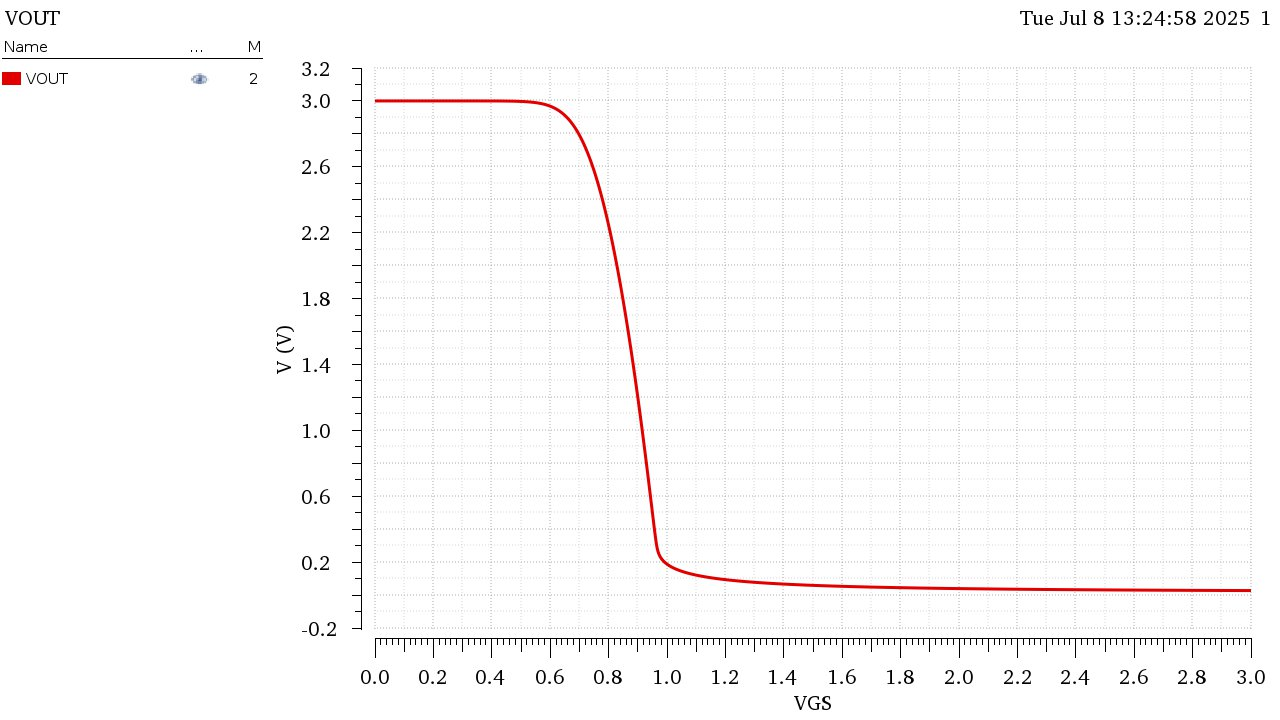 VOUT
Tue Jul 8 13:24:58 2025 1
Name ... M
VOUT 2
3.2
3.0
2.6
2.2
1.8
1.4
1.0
0.6
0.2
-0.2
V (V)
0.0 0.2 0.4 0.6 0.8 1.0 1.2 1.4 1.6 1.8 2.0 2.2 2.4 2.6 2.8 3.0
VGS